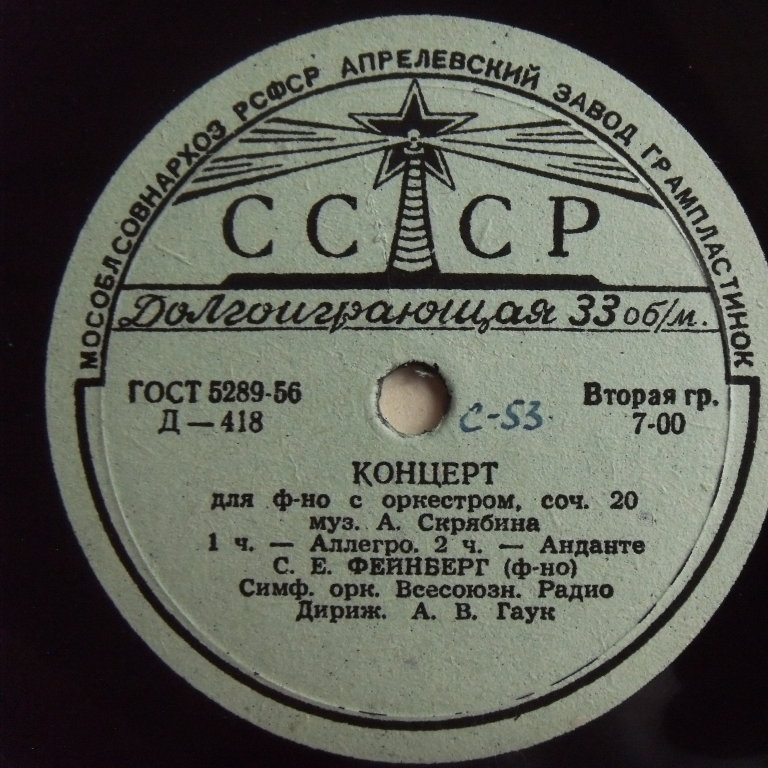 МОСОБЛСОВНАРХОЗ РСФСР АПРЕЛЕВСКИЙ ЗАВОД ГРАМПЛАСТИНОК
СССР
Долгоиграющая 33 об/м.
ГОСТ 5289-56
Д — 418
с-53
Вторая гр.
7-00
КОНЦЕРТ
для ф-но с оркестром, соч. 20
муз. А. Скрябина
1 ч. — Аллегро. 2 ч. — Анданте
С. Е. ФЕЙНБЕРГ (ф-но)
Симф. орк. Всесоюзн. Радио
Дириж. А. В. Гаук